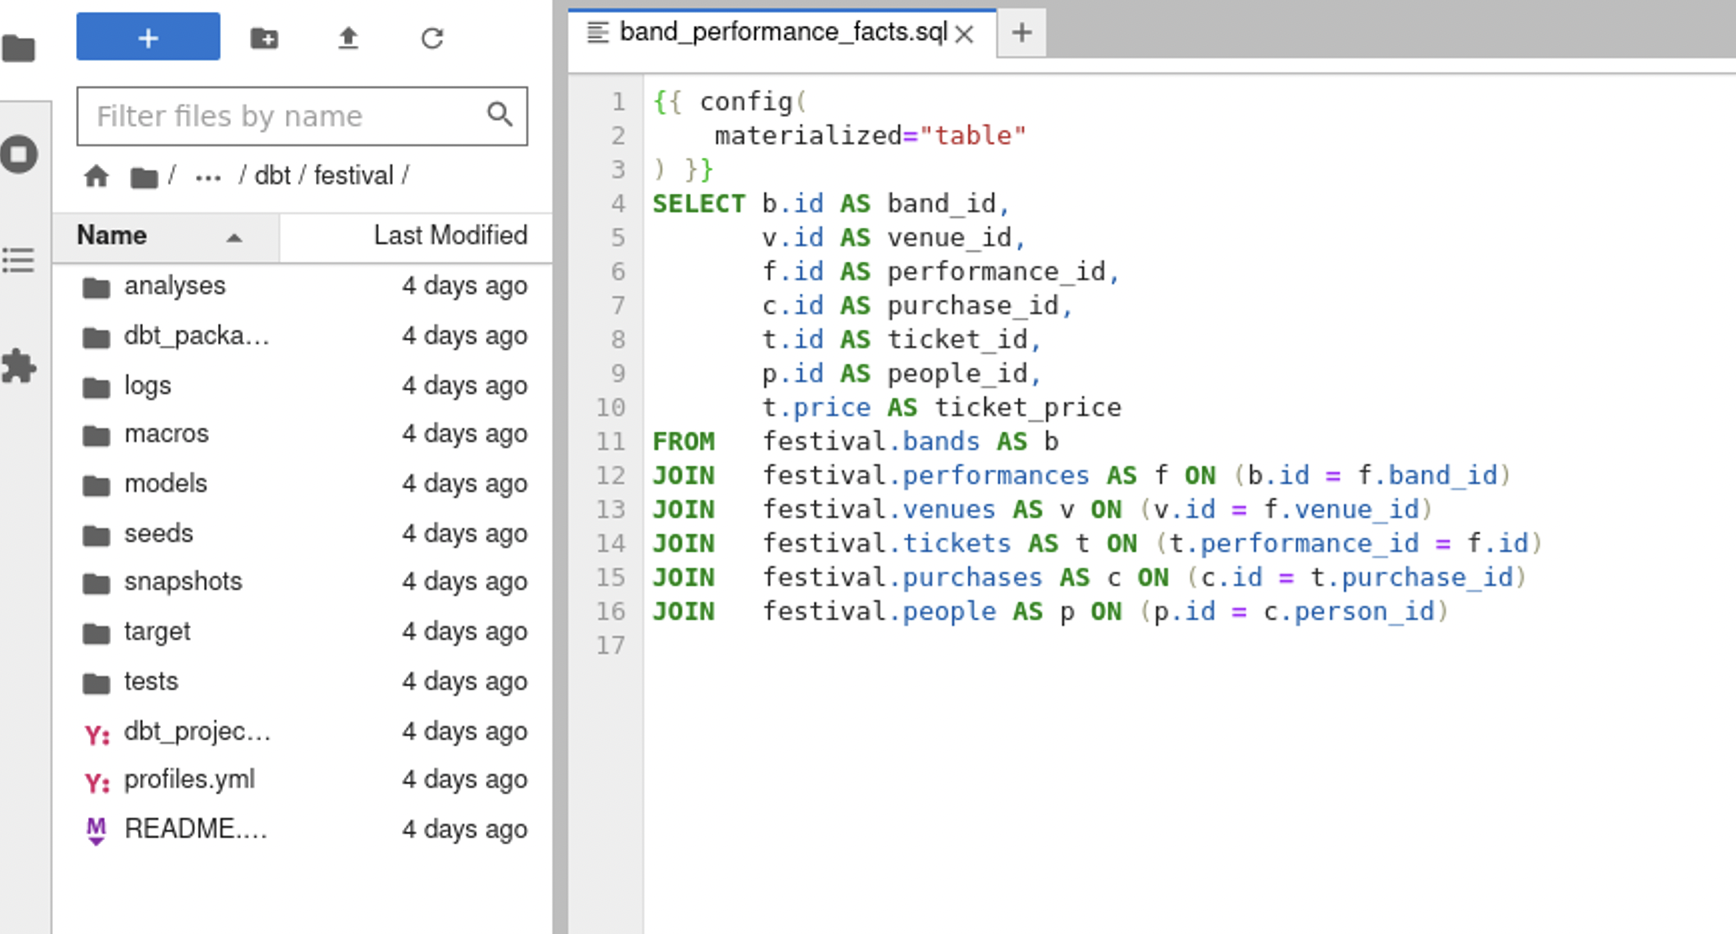 Filter files by name
/ ... / dbt / festival /
Name Last Modified
analyses 4 days ago
dbt_packa... 4 days ago
logs 4 days ago
macros 4 days ago
models 4 days ago
seeds 4 days ago
snapshots 4 days ago
target 4 days ago
tests 4 days ago
Y: dbt_projec... 4 days ago
Y: profiles.yml 4 days ago
M README.... 4 days ago
band_performance_facts.sql
1 {{ config(
2     materialized="table"
3 ) }}
4 SELECT b.id AS band_id,
5        v.id AS venue_id,
6        f.id AS performance_id,
7        c.id AS purchase_id,
8        t.id AS ticket_id,
9        p.id AS people_id,
10        t.price AS ticket_price
11 FROM   festival.bands AS b
12 JOIN   festival.performances AS f ON (b.id = f.band_id)
13 JOIN   festival.venues AS v ON (v.id = f.venue_id)
14 JOIN   festival.tickets AS t ON (t.performance_id = f.id)
15 JOIN   festival.purchases AS c ON (c.id = t.purchase_id)
16 JOIN   festival.people AS p ON (p.id = c.person_id)
17